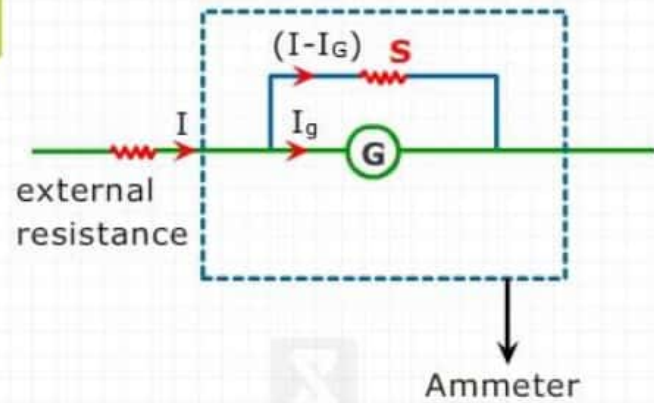 (I-IG) S
I
Ig
G
external
resistance
Ammeter